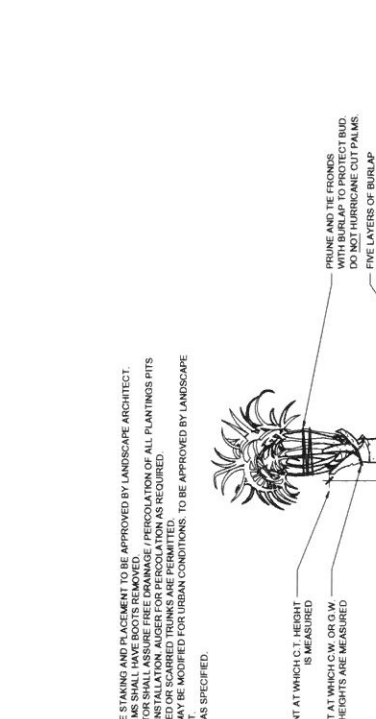 E STAKING AND PLACEMENT TO BE APPROVED BY LANDSCAPE ARCHITECT.
MS SHALL HAVE BOOTS REMOVED.
TOR SHALL ASSURE FREE DRAINAGE / PERCOLATION OF ALL PLANTINGS PITS
NSTALLATION, AUGER FOR PERCOLATION AS REQUIRED.
ED OR SCARRED TRUNKS ARE PERMITTED.
MAY BE MODIFIED FOR URBAN CONDITIONS. TO BE APPROVED BY LANDSCAPE
T.
AS SPECIFIED.
PRUNE AND TIE FRONDS
WITH BURLAP TO PROTECT BUD.
DO NOT HURRICANE CUT PALMS.
FIVE LAYERS OF BURLAP
NT AT WHICH C.T. HEIGHT
IS MEASURED
T AT WHICH C.W. OR G.W.
HEIGHTS ARE MEASURED